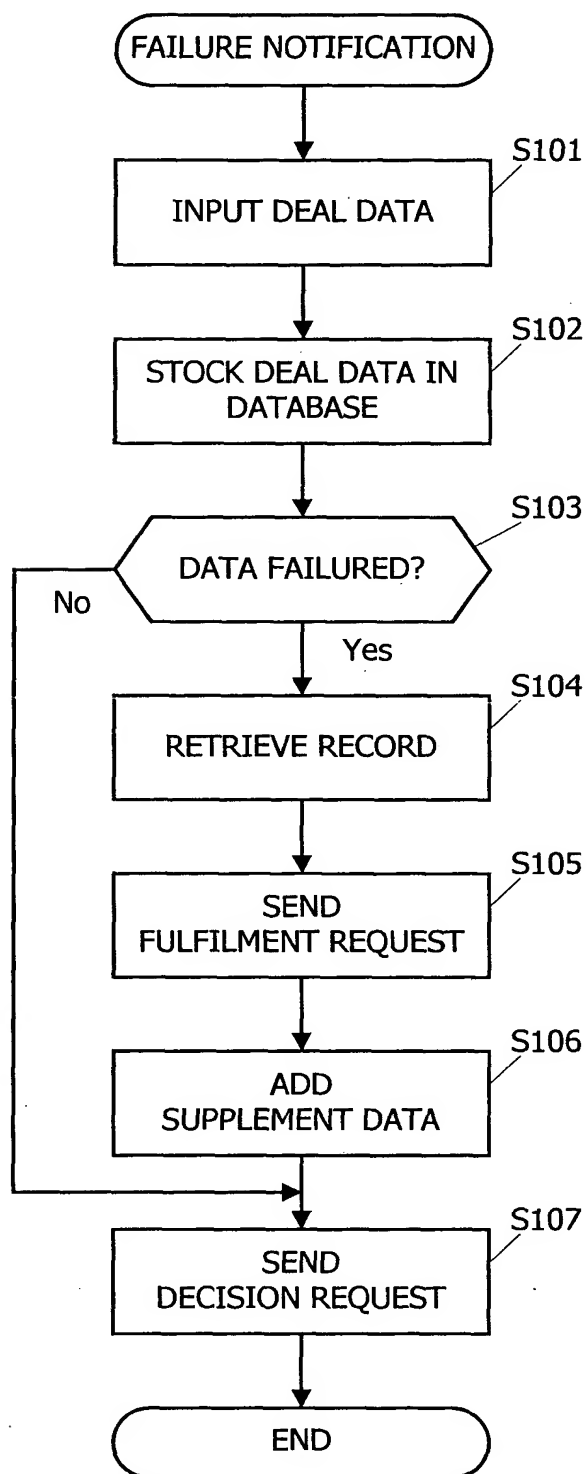 FAILURE NOTIFICATION
S101
INPUT DEAL DATA
S102
STOCK DEAL DATA IN
DATABASE
S103
DATA FAILURED?
No
Yes
S104
RETRIEVE RECORD
S105
SEND
FULFILMENT REQUEST
S106
ADD
SUPPLEMENT DATA
S107
SEND
DECISION REQUEST
END